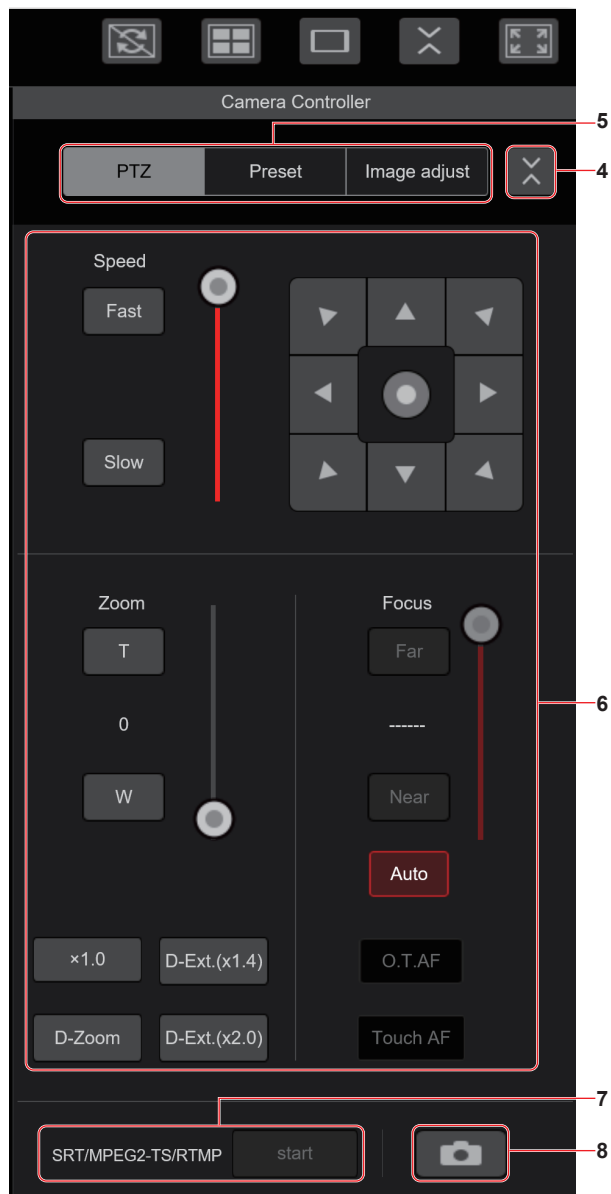 Camera Controller
5
PTZ Preset Image adjust
4
Speed
Fast
Slow
Zoom Focus
T Far
0 ------
6
W Near
Auto
×1.0 D-Ext.(x1.4) O.T.AF
D-Zoom D-Ext.(x2.0) Touch AF
7
SRT/MPEG2-TS/RTMP start
8